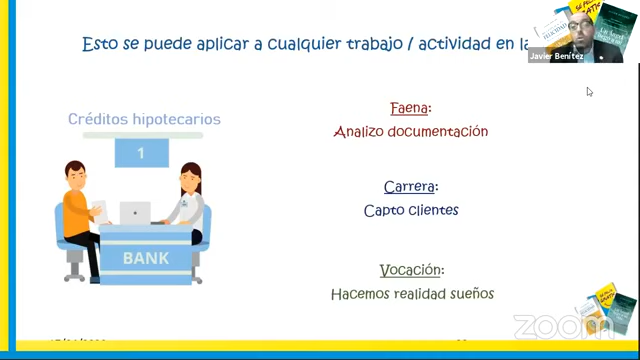 Esto se puede aplicar a cualquier trabajo / actividad en la
Javier Benítez
Créditos hipotecarios
1
BANK
Faena:
Analizo documentación
Carrera:
Capto clientes
Vocación:
Hacemos realidad sueños
zoom